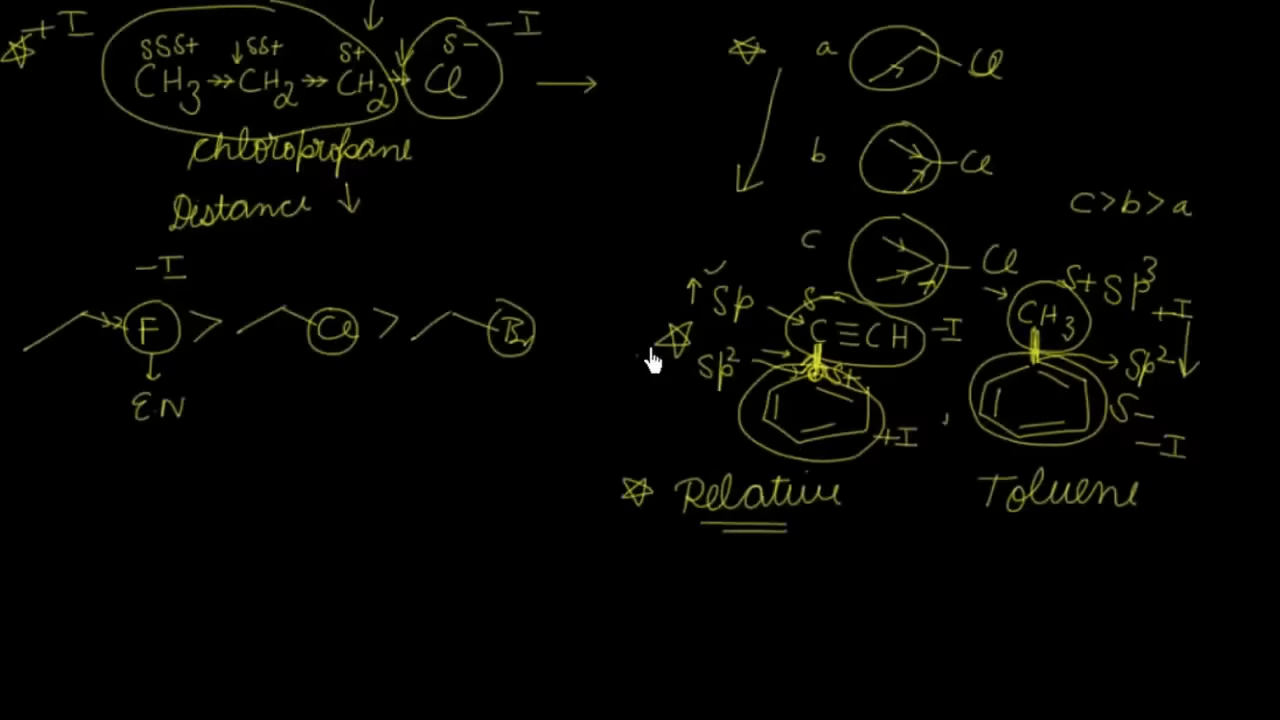 +I
-I
δδδ+ δδ+ δ+ δ-
CH3 CH2 CH2 Cl
chloropropane
Distance ↓
-I
F > Cl > Br
E.N
a Cl
b Cl
c Cl
c>b>a
↑ sp δ- C≡CH -I
sp2 δ+
+I
δ+ sp3
CH3 +I
sp2
δ-
-I
Relative
Toluene